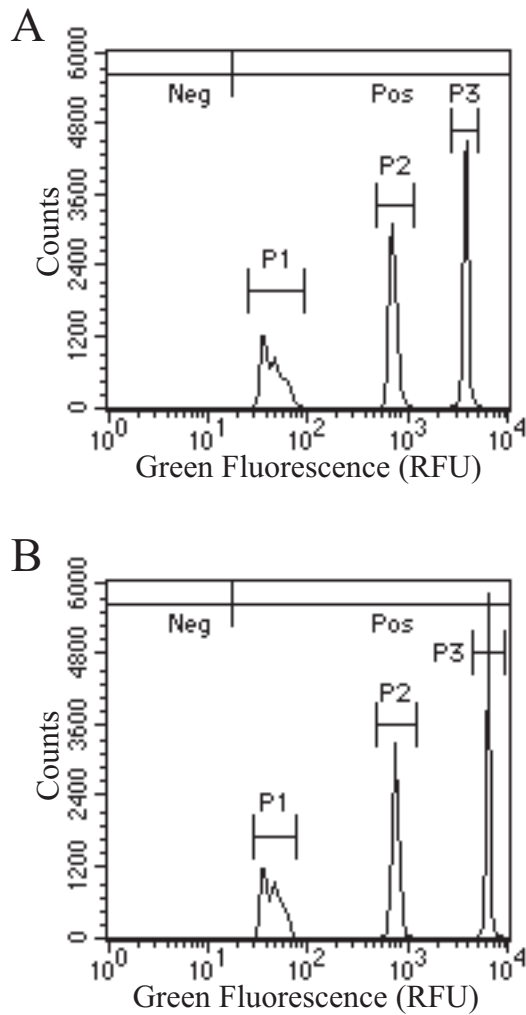 A
6000
4800
3600
2400
1200
0
Counts
Neg
Pos
P3
P2
P1
10^0 10^1 10^2 10^3 10^4
Green Fluorescence (RFU)
B
6000
4800
3600
2400
1200
0
Counts
Neg
Pos
P3
P2
P1
10^0 10^1 10^2 10^3 10^4
Green Fluorescence (RFU)